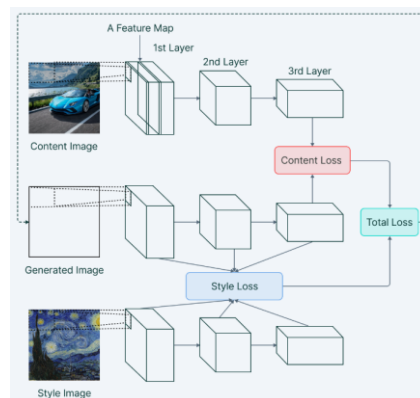 A Feature Map
1st Layer
2nd Layer
3rd Layer
Content Image
Content Loss
Total Loss
Generated Image
Style Loss
Style Image